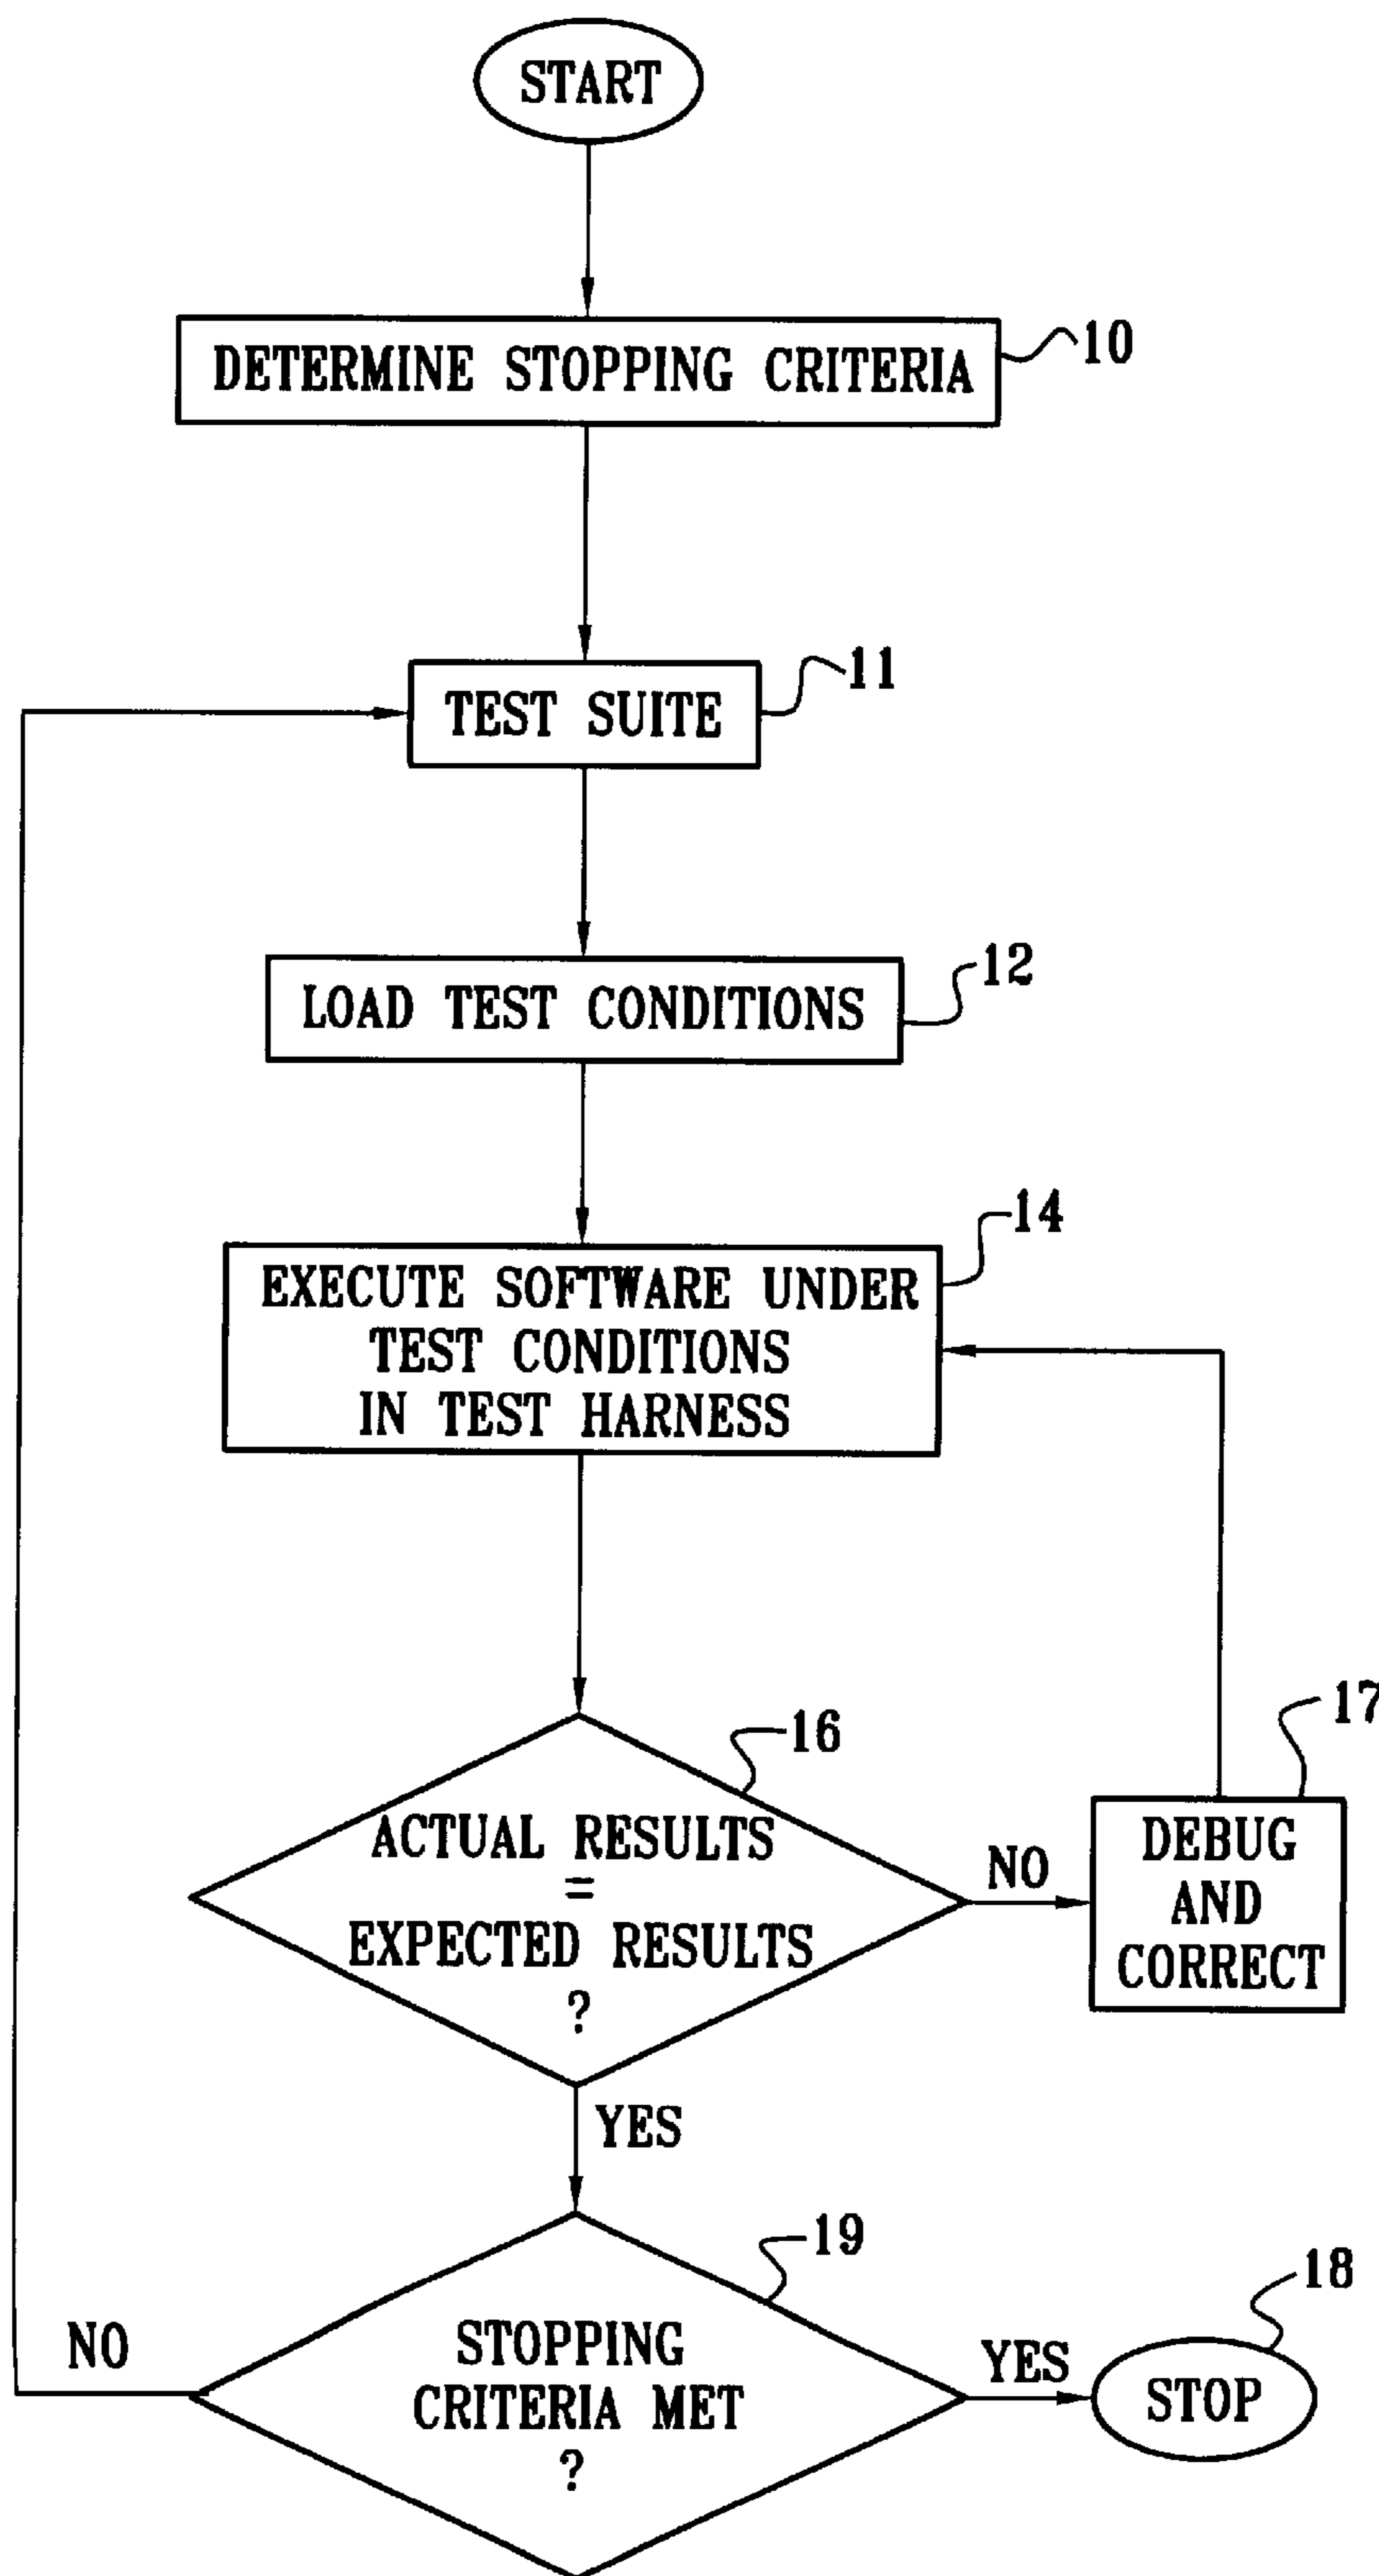 START
DETERMINE STOPPING CRITERIA
10
TEST SUITE
11
LOAD TEST CONDITIONS
12
EXECUTE SOFTWARE UNDER
TEST CONDITIONS
IN TEST HARNESS
14
ACTUAL RESULTS
=
EXPECTED RESULTS
?
16
NO
DEBUG
AND
CORRECT
17
YES
STOPPING
CRITERIA MET
?
19
NO
YES
STOP
18